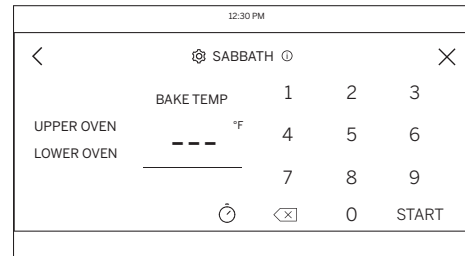 12:30 PM
SABBATH
BAKE TEMP
1 2 3
UPPER OVEN
--- °F
4 5 6
LOWER OVEN
7 8 9
0 START